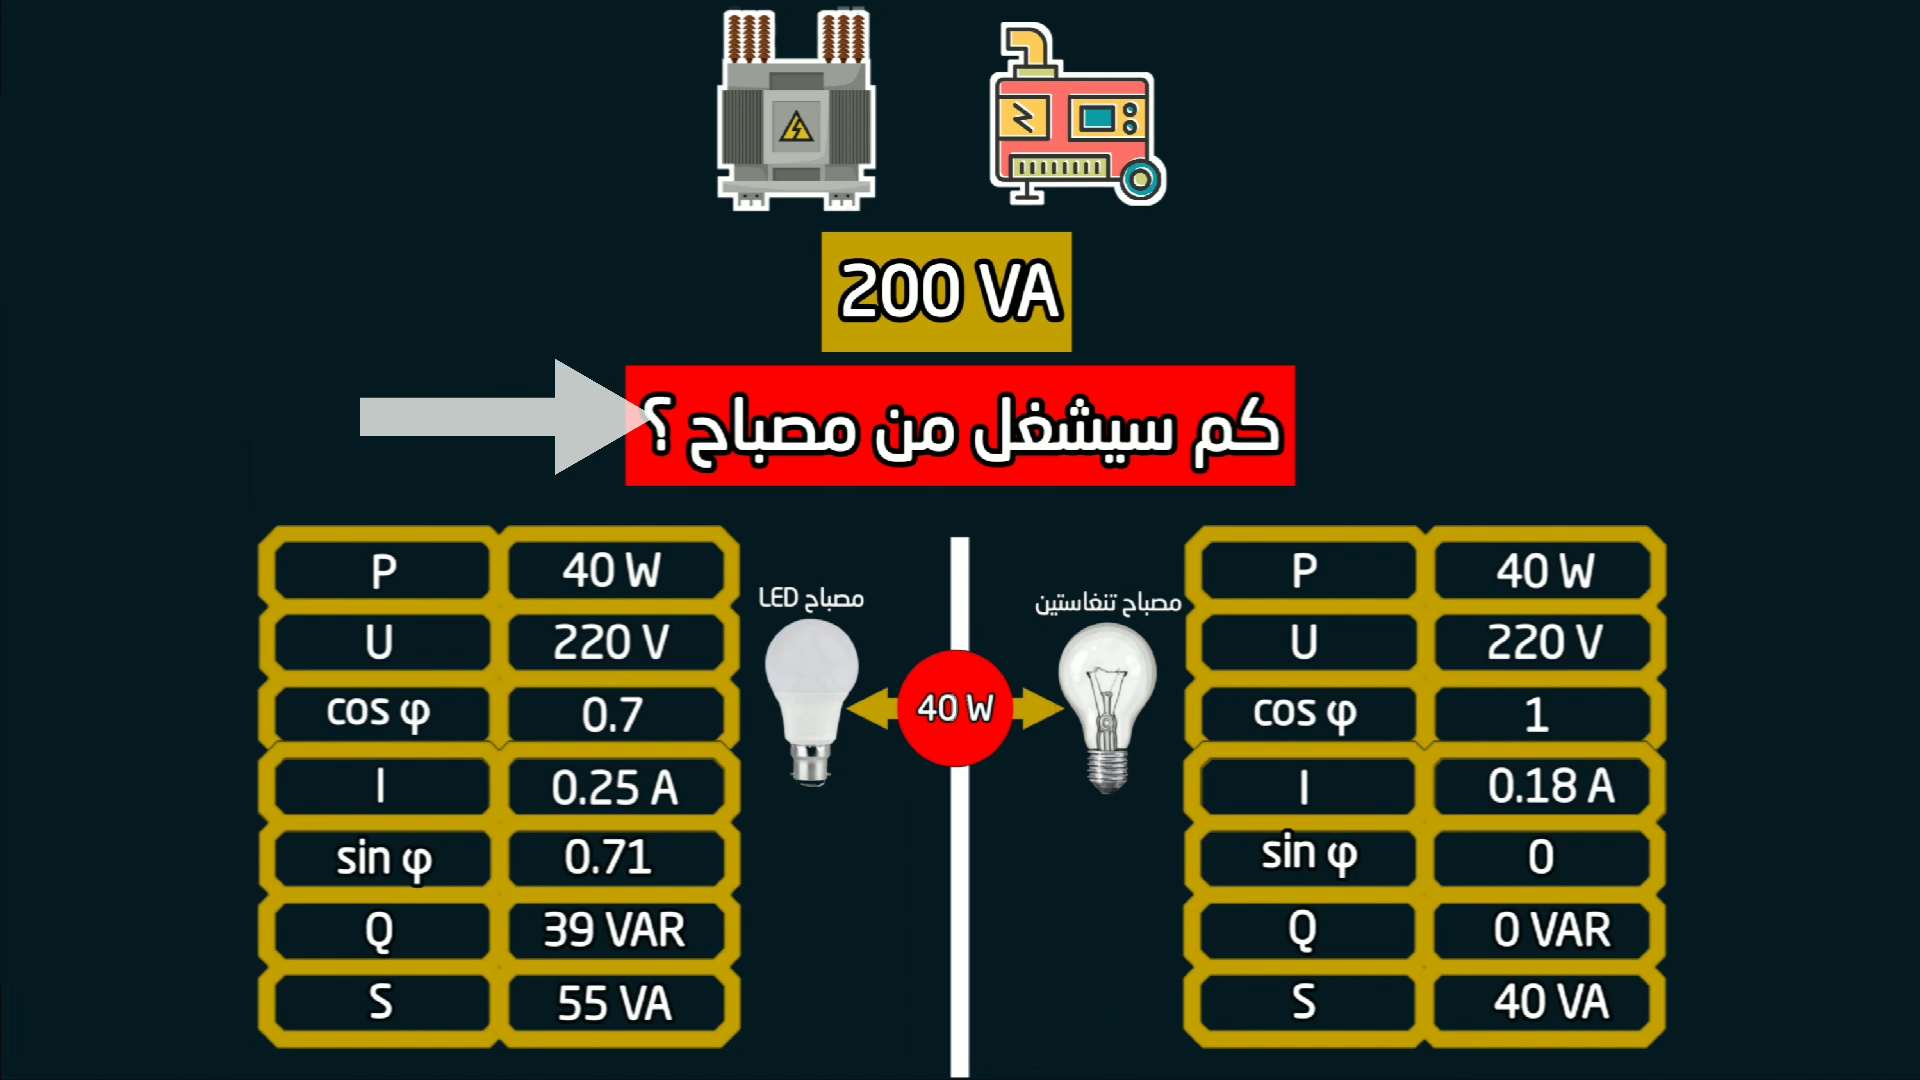 200 VA
كم سيشغل من مصباح ؟
P 40 W
U 220 V
cos φ 0.7
I 0.25 A
sin φ 0.71
Q 39 VAR
S 55 VA
مصباح LED
40 W
مصباح تنغاستين
P 40 W
U 220 V
cos φ 1
I 0.18 A
sin φ 0
Q 0 VAR
S 40 VA